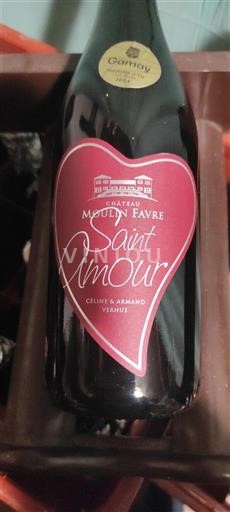 Gamay
CHÂTEAU
MOULIN FAVRE
Saint
Amour
CÉLINE & ARMAND
VERNUS